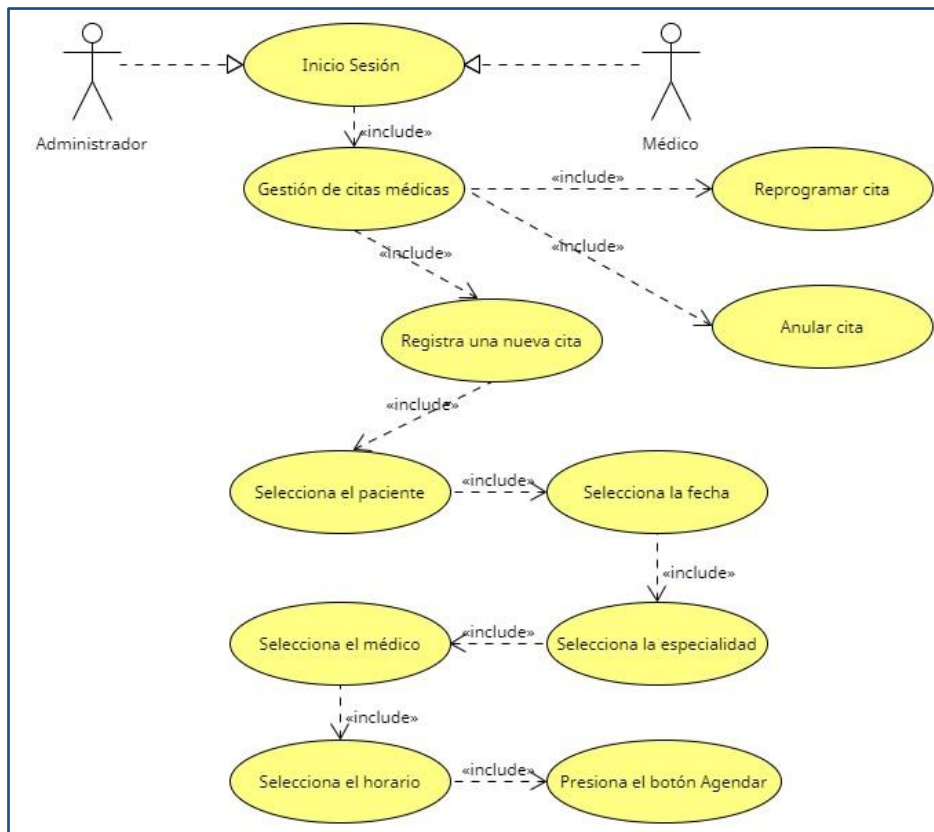 Inicio Sesión
Administrador
Médico
«include»
Gestión de citas médicas
«include»
Reprogramar cita
«include»
«include»
Registra una nueva cita
Anular cita
«include»
Selecciona el paciente
«include»
Selecciona la fecha
«include»
Selecciona el médico
«include»
Selecciona la especialidad
«include»
Selecciona el horario
«include»
Presiona el botón Agendar